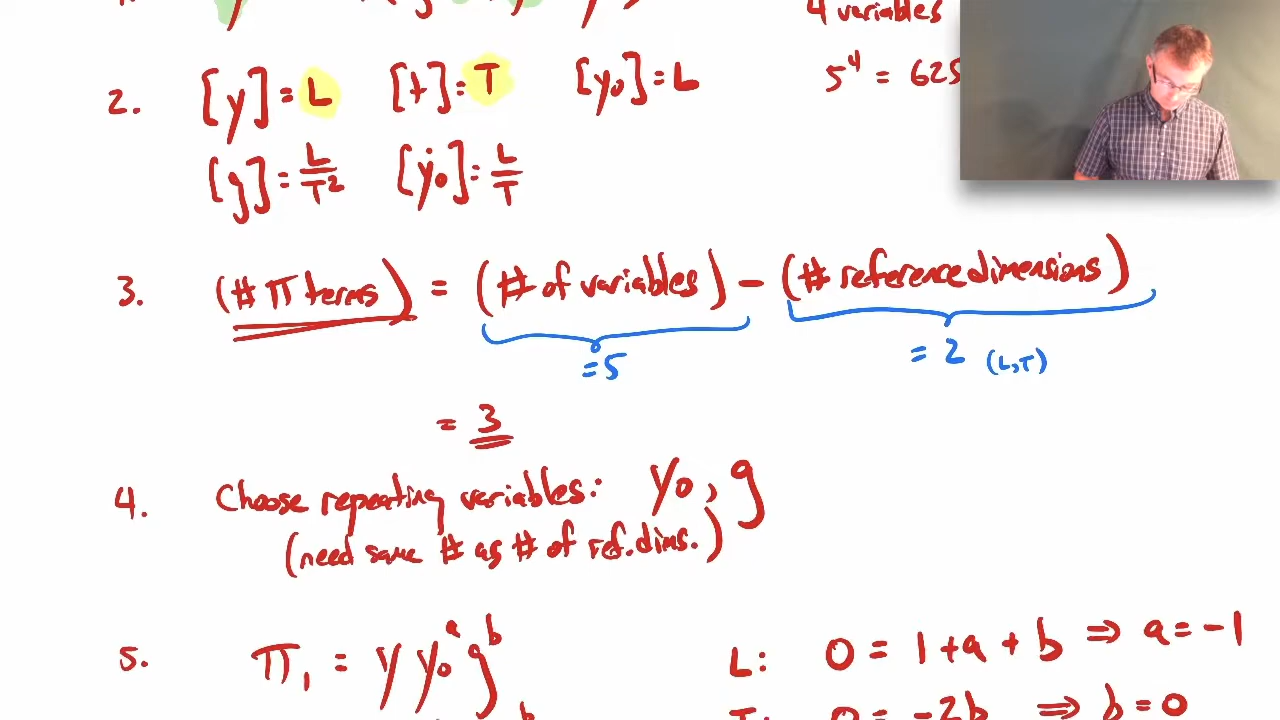 4 variables
2. [y] = L [t] = T [y₀] = L 5⁴ = 625
[g] = L/T² [ẏ₀] = L/T
3. (# π terms) = (# of variables) - (# reference dimensions)
= 5 = 2 (L,T)
= 3
4. Choose repeating variables: y₀, g
(need same # as # of ref. dims.)
5. π₁ = y y₀ᵃ gᵇ L: 0 = 1 + a + b ⇒ a = -1
T: 0 = -2b ⇒ b = 0